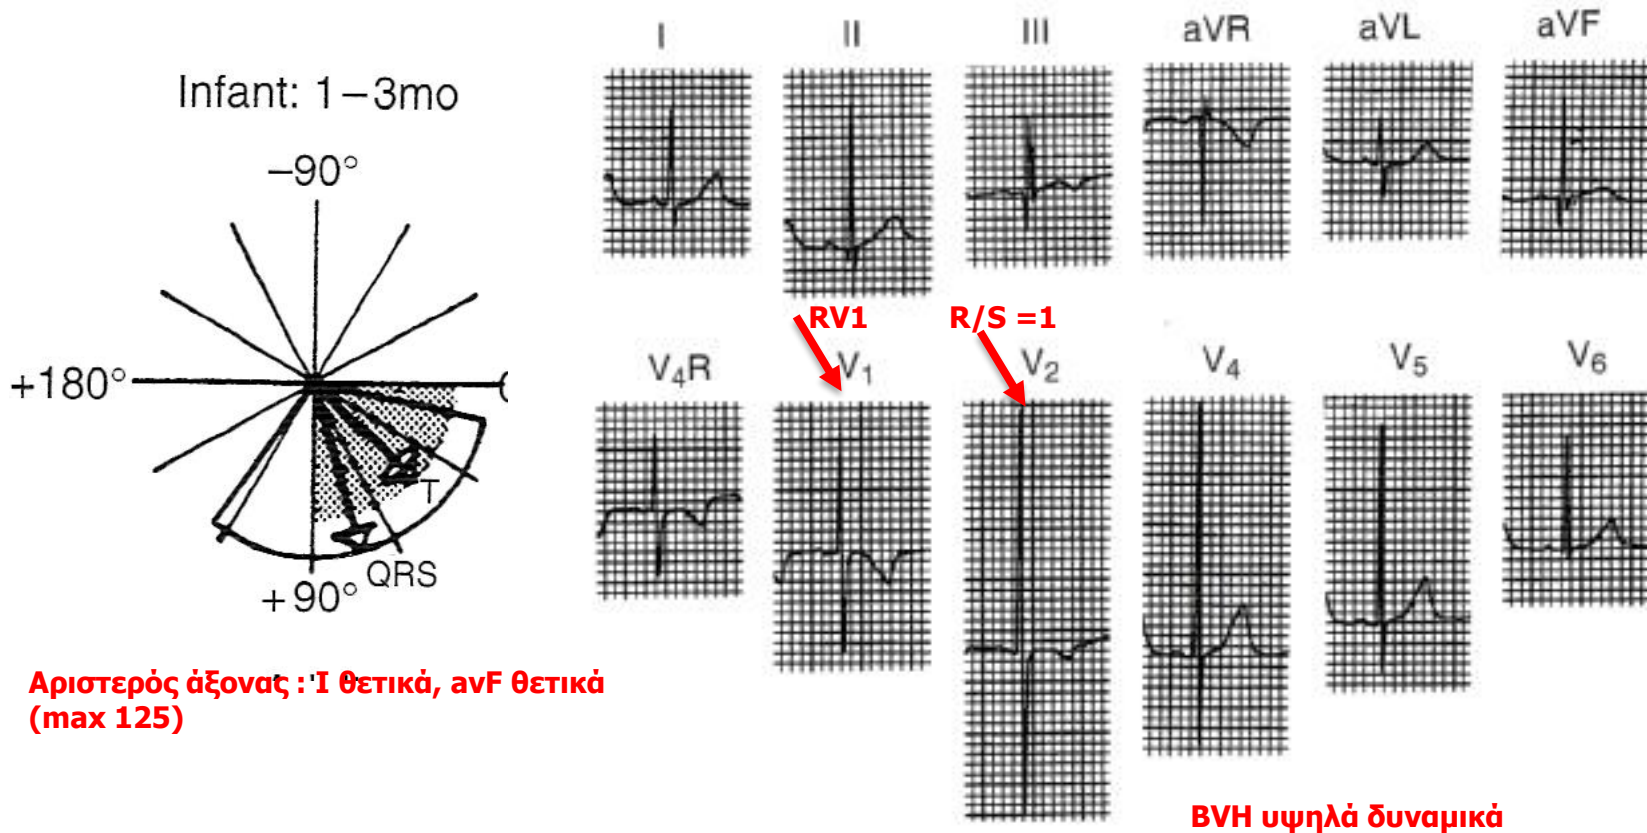 I II III aVR aVL aVF
Infant: 1–3mo
–90°
+180°
T
QRS
+90°
RV1 R/S =1
V4R V1 V2 V4 V5 V6
Αριστερός άξονας : Ι θετικά, avF θετικά
(max 125)
BVH υψηλά δυναμικά